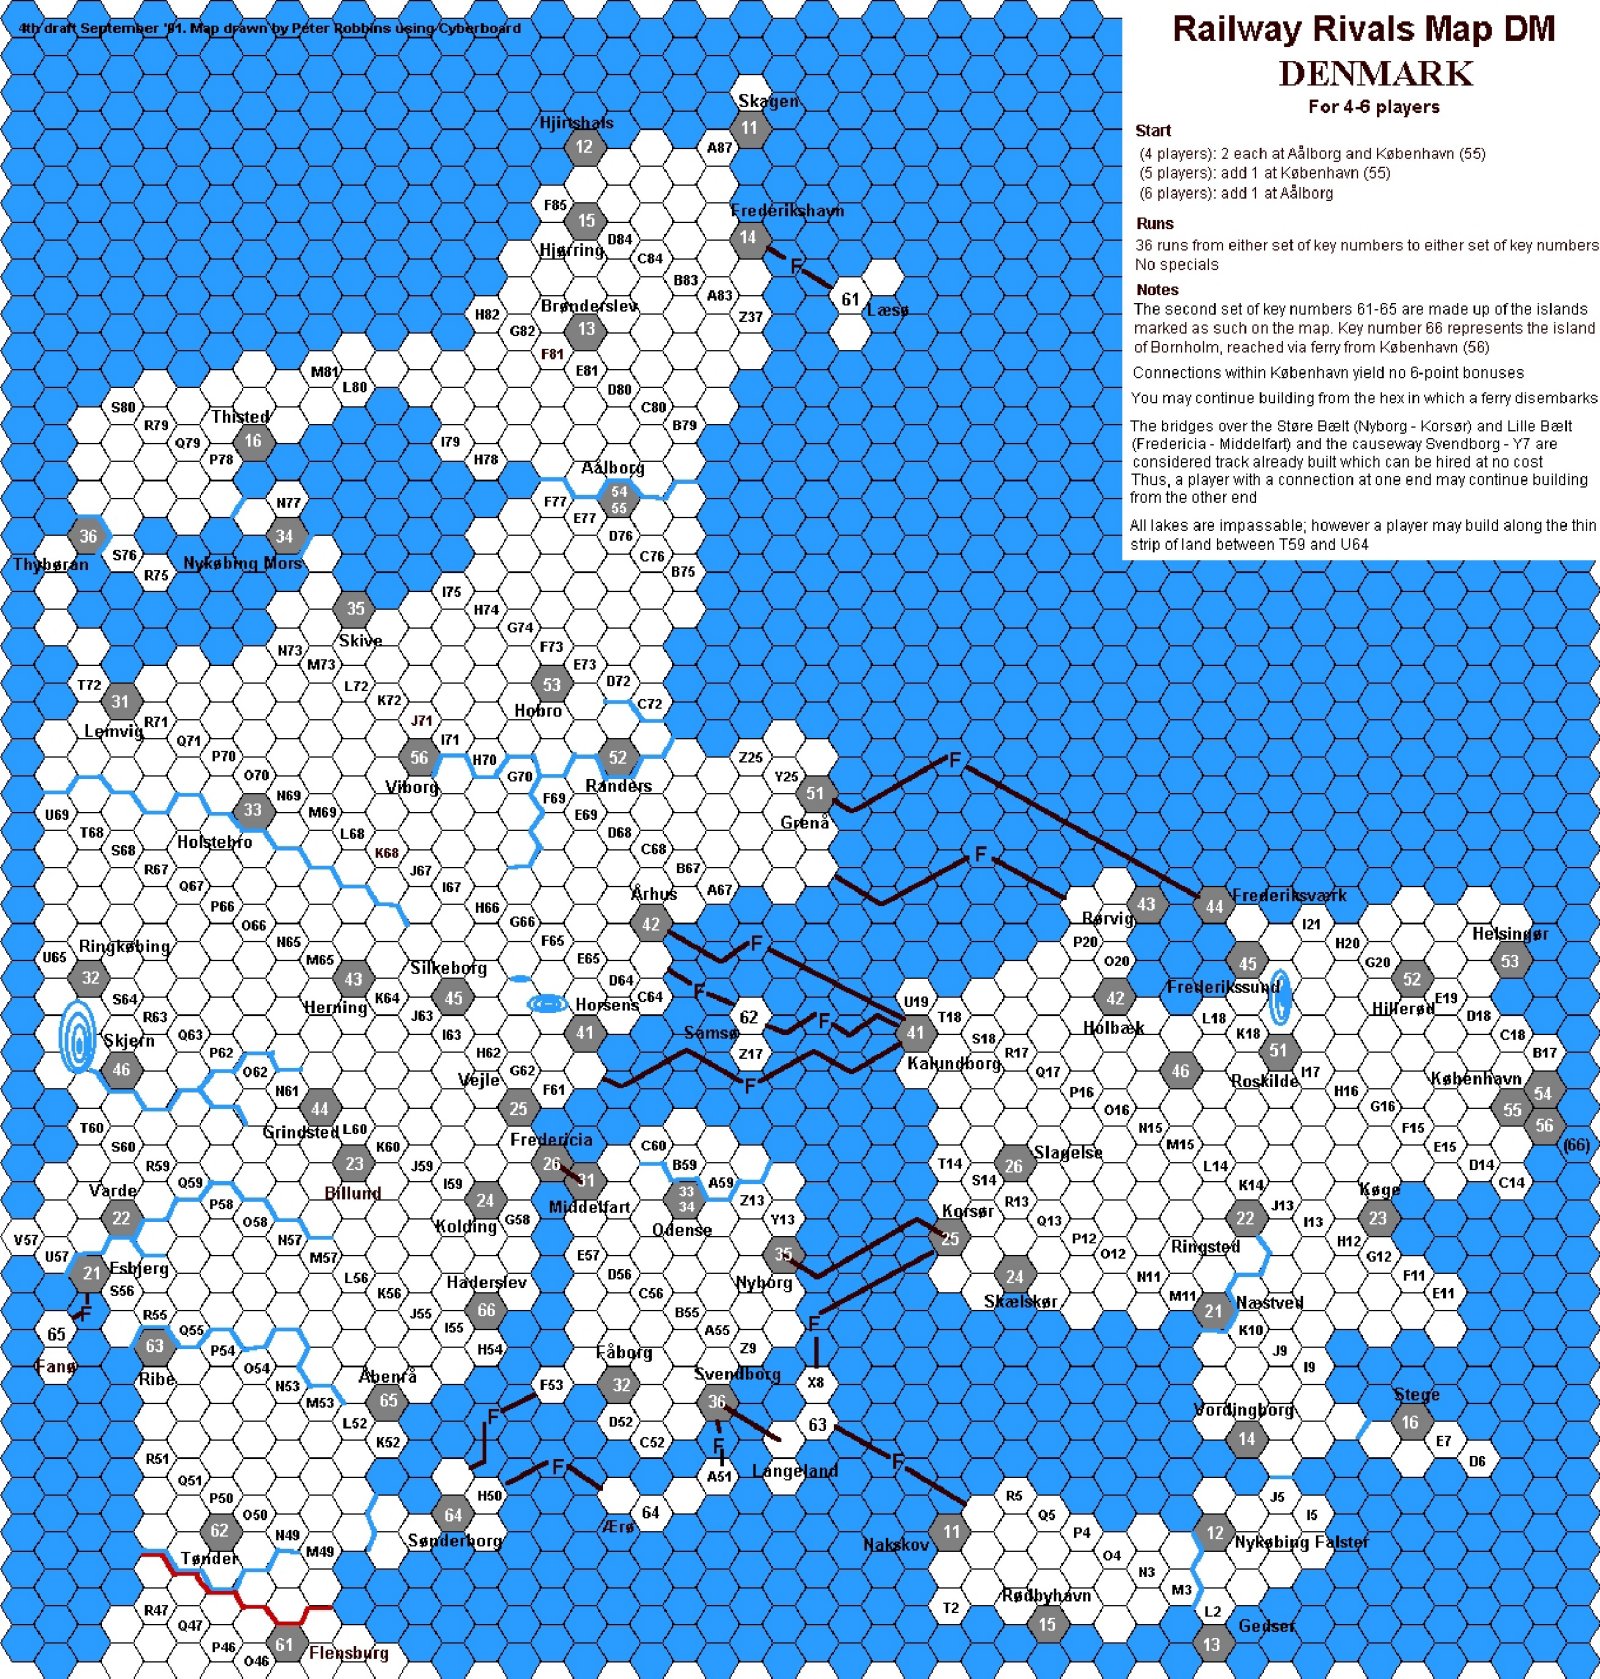 4th draft September '01. Map drawn by Peter Robbins using Cyberboard
Railway Rivals Map DM
DENMARK
For 4-6 players
Start
(4 players): 2 each at Aålborg and København (55)
(5 players): add 1 at København (55)
(6 players): add 1 at Aålborg
Runs
36 runs from either set of key numbers to either set of key numbers
No specials
Notes
The second set of key numbers 61-65 are made up of the islands
marked as such on the map. Key number 66 represents the island
of Bornholm, reached via ferry from København (56)
Connections within København yield no 6-point bonuses
You may continue building from the hex in which a ferry disembarks
The bridges over the Støre Bælt (Nyborg - Korsør) and Lille Bælt
(Fredericia - Middelfart) and the causeway Svendborg - Y7 are
considered track already built which can be hired at no cost
Thus, a player with a connection at one end may continue building
from the other end
All lakes are impassable; however a player may build along the thin
strip of land between T59 and U64
Skagen
11
Hjirtshals
12
A87
F85
15
Frederikshavn
14
D84
Hjørring
C84
F
B83
A83
61
Læsø
Brønderslev
H82
Z37
G82
13
F81
M81
E81
L80
D80
S80
C80
Thisted
R79
B79
Q79
16
I79
P78
H78
Aålborg
54
55
N77
F77
E77
36
34
D76
S76
C76
Thybøran
Nykøbing Mors
R75
B75
I75
35
H74
Skive
G74
N73
F73
M73
E73
T72
L72
53
D72
31
K72
C72
Lemvig
R71
J71
Hobro
Q71
I71
P70
56
H70
52
Z25
F
O70
G70
Y25
Viborg
Randers
N69
F69
51
33
M69
E69
U69
Grenå
T68
L68
D68
Holstebro
S68
K68
C68
F
R67
J67
B67
Q67
I67
A67
Århus
43
44
Frederiksværk
P66
H66
Rørvig
O66
G66
42
I21
Ringkøbing
N65
F65
F
P20
H20
Helsingør
U65
M65
E65
O20
45
G20
53
32
43
Silkeborg
D64
52
S64
Herning
K64
45
F
C64
42
Frederikssund
E19
R63
J63
Horsens
62
U19
Holbæk
Hillerød
D18
Skjern
Q63
I63
41
Samsø
F
T18
L18
C18
P62
H62
Z17
41
S18
K18
B17
46
O62
G62
Kalundborg
R17
51
Vejle
F61
F
Q17
46
Roskilde
I17
København
N61
25
P16
H16
54
44
O16
G16
55
T60
Grindsted
L60
Fredericia
N15
F15
56
(66)
S60
K60
26
C60
M15
E15
R59
23
J59
31
B59
T14
26
Slagelse
L14
D14
Q59
Billund
I59
A59
S14
K14
C14
Varde
P58
24
Middelfart
33
34
Z13
R13
J13
Køge
22
O58
Kolding
G58
Odense
Y13
Korsør
Q13
22
I13
23
V57
N57
25
P12
Ringsted
H12
U57
M57
E57
35
O12
G12
21
Esbjerg
L56
Haderslev
D56
Nyborg
24
N11
F11
S56
K56
C56
Skælskør
M11
E11
F
R55
J55
66
B55
21
Næstved
65
Q55
I55
A55
F
K10
63
P54
H54
Z9
J9
Fanø
O54
Fåborg
I9
Ribe
N53
Åbenrå
F53
32
Svendborg
X8
M53
65
36
Stege
L52
F
D52
63
Vordingborg
16
K52
C52
F
14
E7
R51
F
A51
Langeland
F
D6
Q51
P50
H50
R5
J5
O50
64
64
Q5
I5
62
N49
Ærø
11
P4
12
Tønder
M49
Sønderborg
Nakskov
O4
Nykøbing Falster
N3
Rødbyhavn
M3
R47
T2
L2
Q47
15
Gedser
P46
61
13
O46
Flensburg